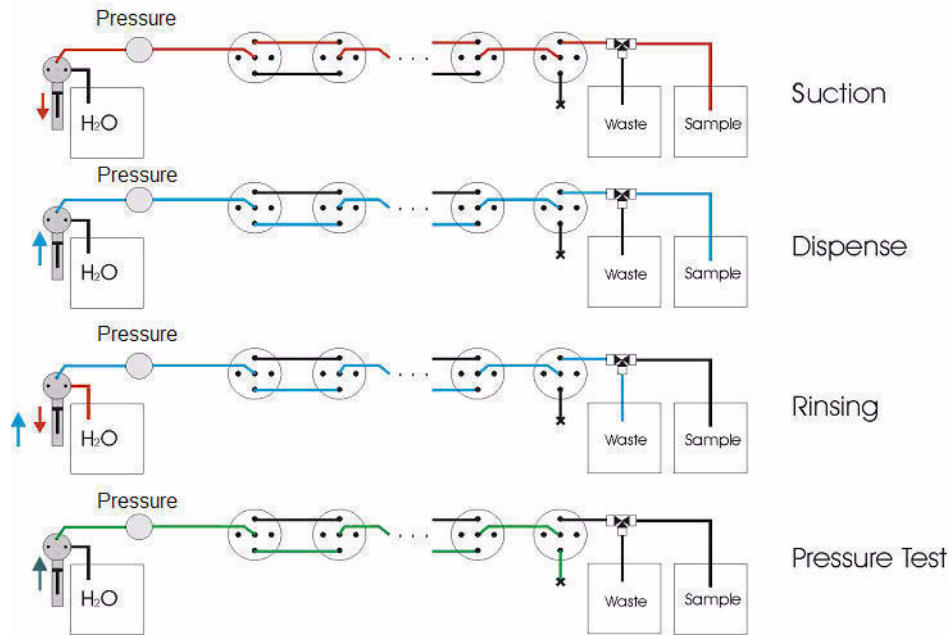 Pressure
H₂O
Waste
Sample
Suction
Pressure
H₂O
Waste
Sample
Dispense
Pressure
H₂O
Waste
Sample
Rinsing
Pressure
H₂O
Waste
Sample
Pressure Test